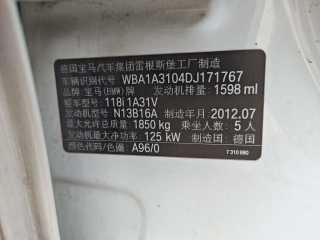 德国宝马汽车集团雷根斯堡工厂制造
车辆识别代号: WBA1A3104DJ171767
品牌: 宝马(BMW)牌 发动机排量: 1598 ml
整车型号: 118i 1A31V
发动机型号: N13B16A 制造年月: 2012.07
最大允许总质量: 1850 kg 乘坐人数: 5 人
发动机最大净功率: 125 kW 制造国: 德国
颜色代码/色谱: A96/0
7 310 680